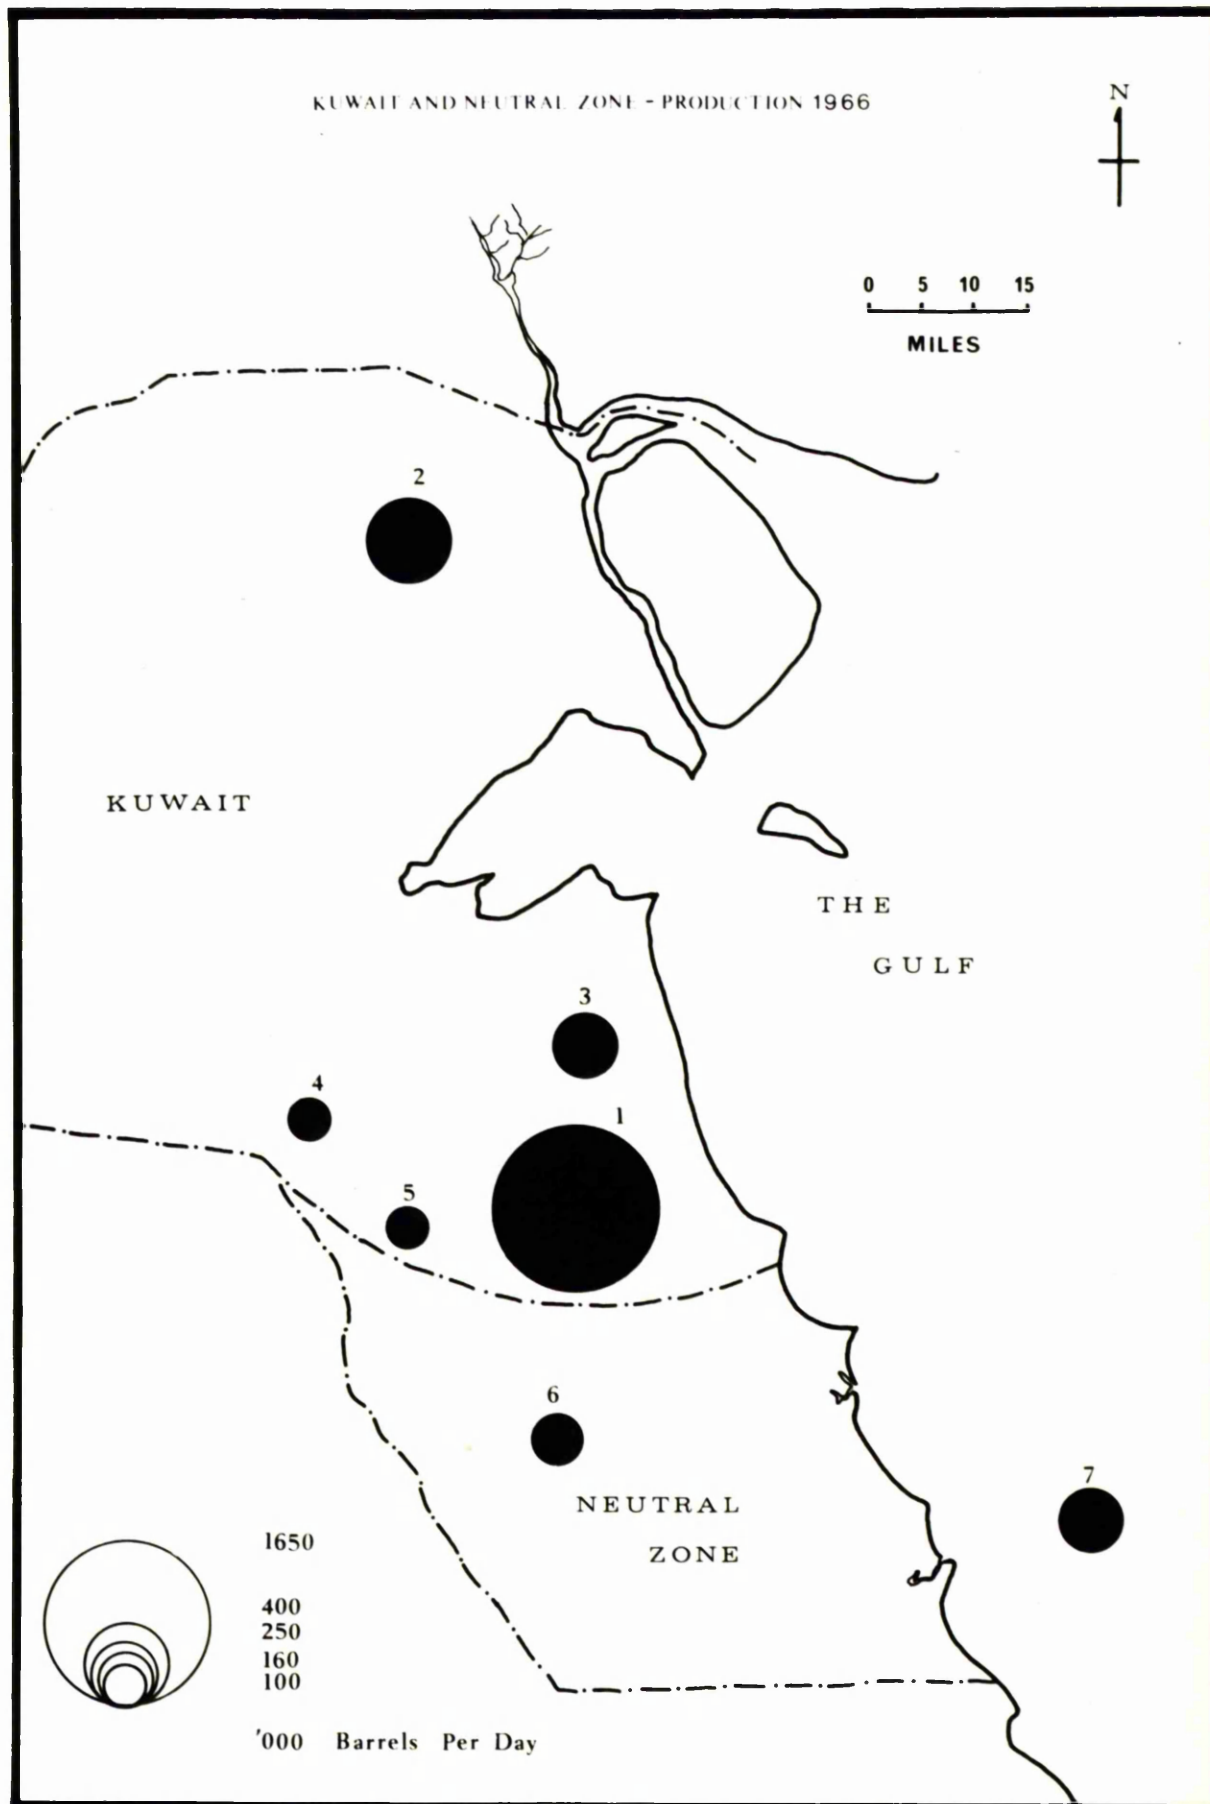 KUWAIT AND NEUTRAL ZONE - PRODUCTION 1966
N
0 5 10 15
MILES
2
KUWAIT
THE
GULF
3
4
1
5
6
7
NEUTRAL
ZONE
1650
400
250
160
100
'000 Barrels Per Day